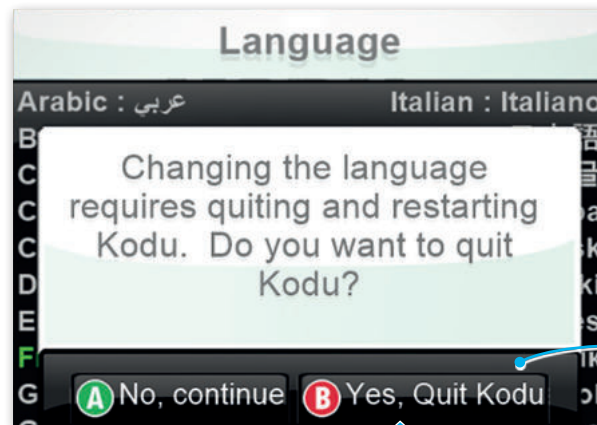 Language
Arabic : عربي
Italian : Italiano
Changing the language
requires quiting and restarting
Kodu.  Do you want to quit
Kodu?
A No, continue
B Yes, Quit Kodu